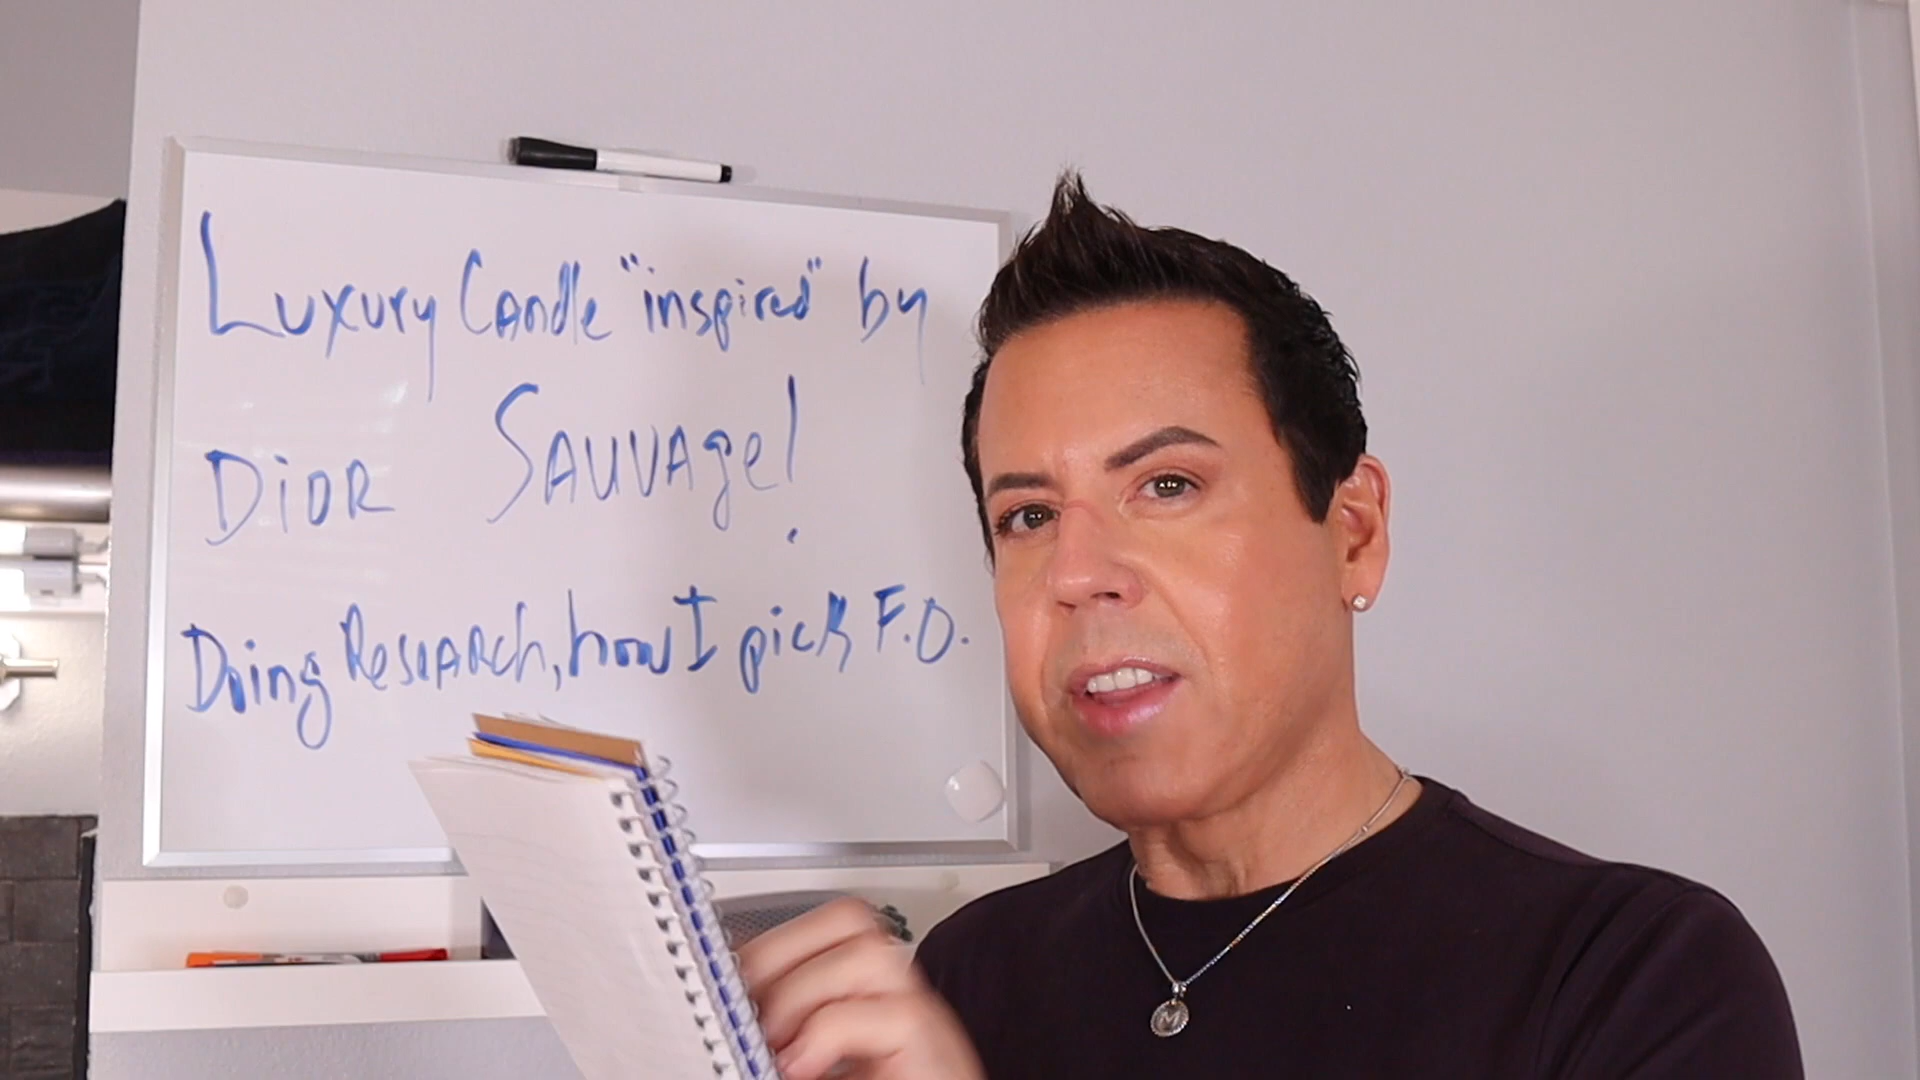 Luxury Candle "inspired" by
Dior Sauvage!
Doing Research, how I pick F.O.
M